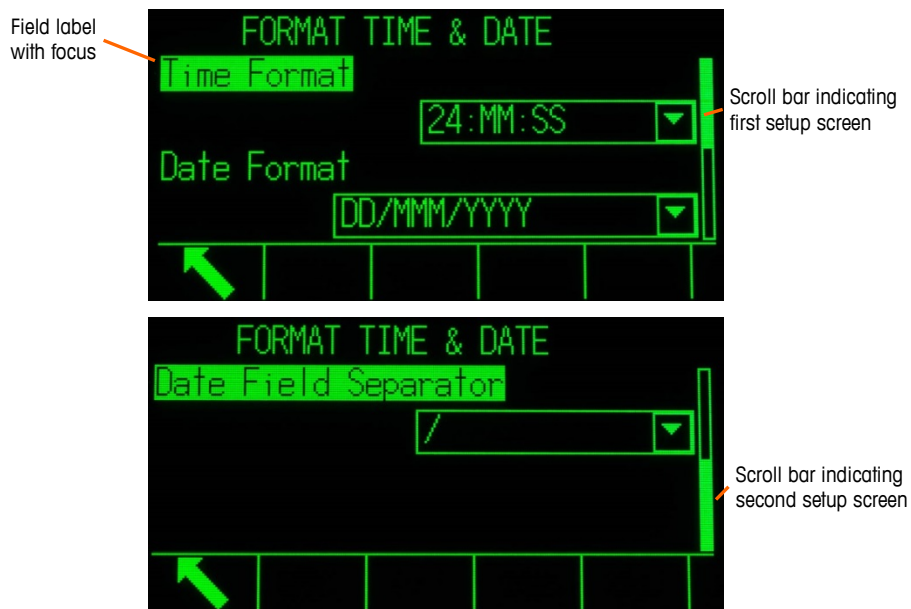 Field label
with focus
FORMAT TIME & DATE
Time Format
24:MM:SS
Scroll bar indicating
first setup screen
Date Format
DD/MMM/YYYY
FORMAT TIME & DATE
Date Field Separator
/
Scroll bar indicating
second setup screen